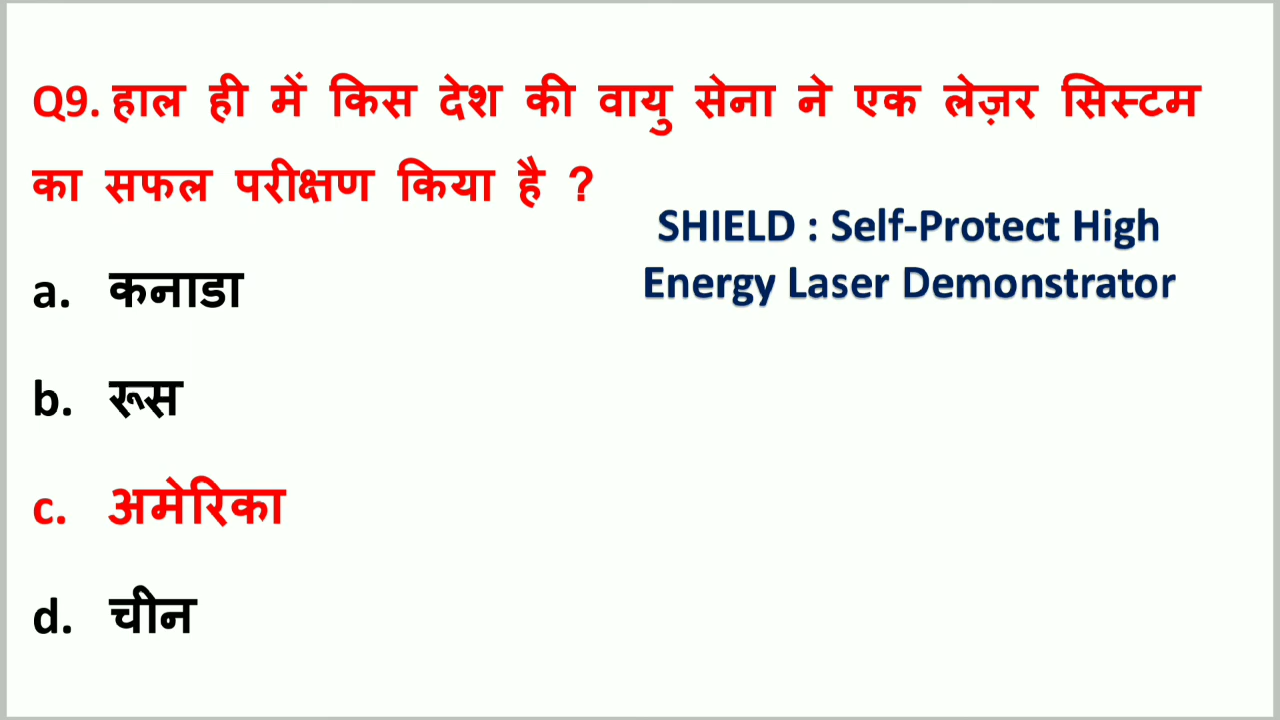 Q9. हाल ही में किस देश की वायु सेना ने एक लेज़र सिस्टम
का सफल परीक्षण किया है ?
SHIELD : Self-Protect High
Energy Laser Demonstrator
a. कनाडा
b. रूस
c. अमेरिका
d. चीन